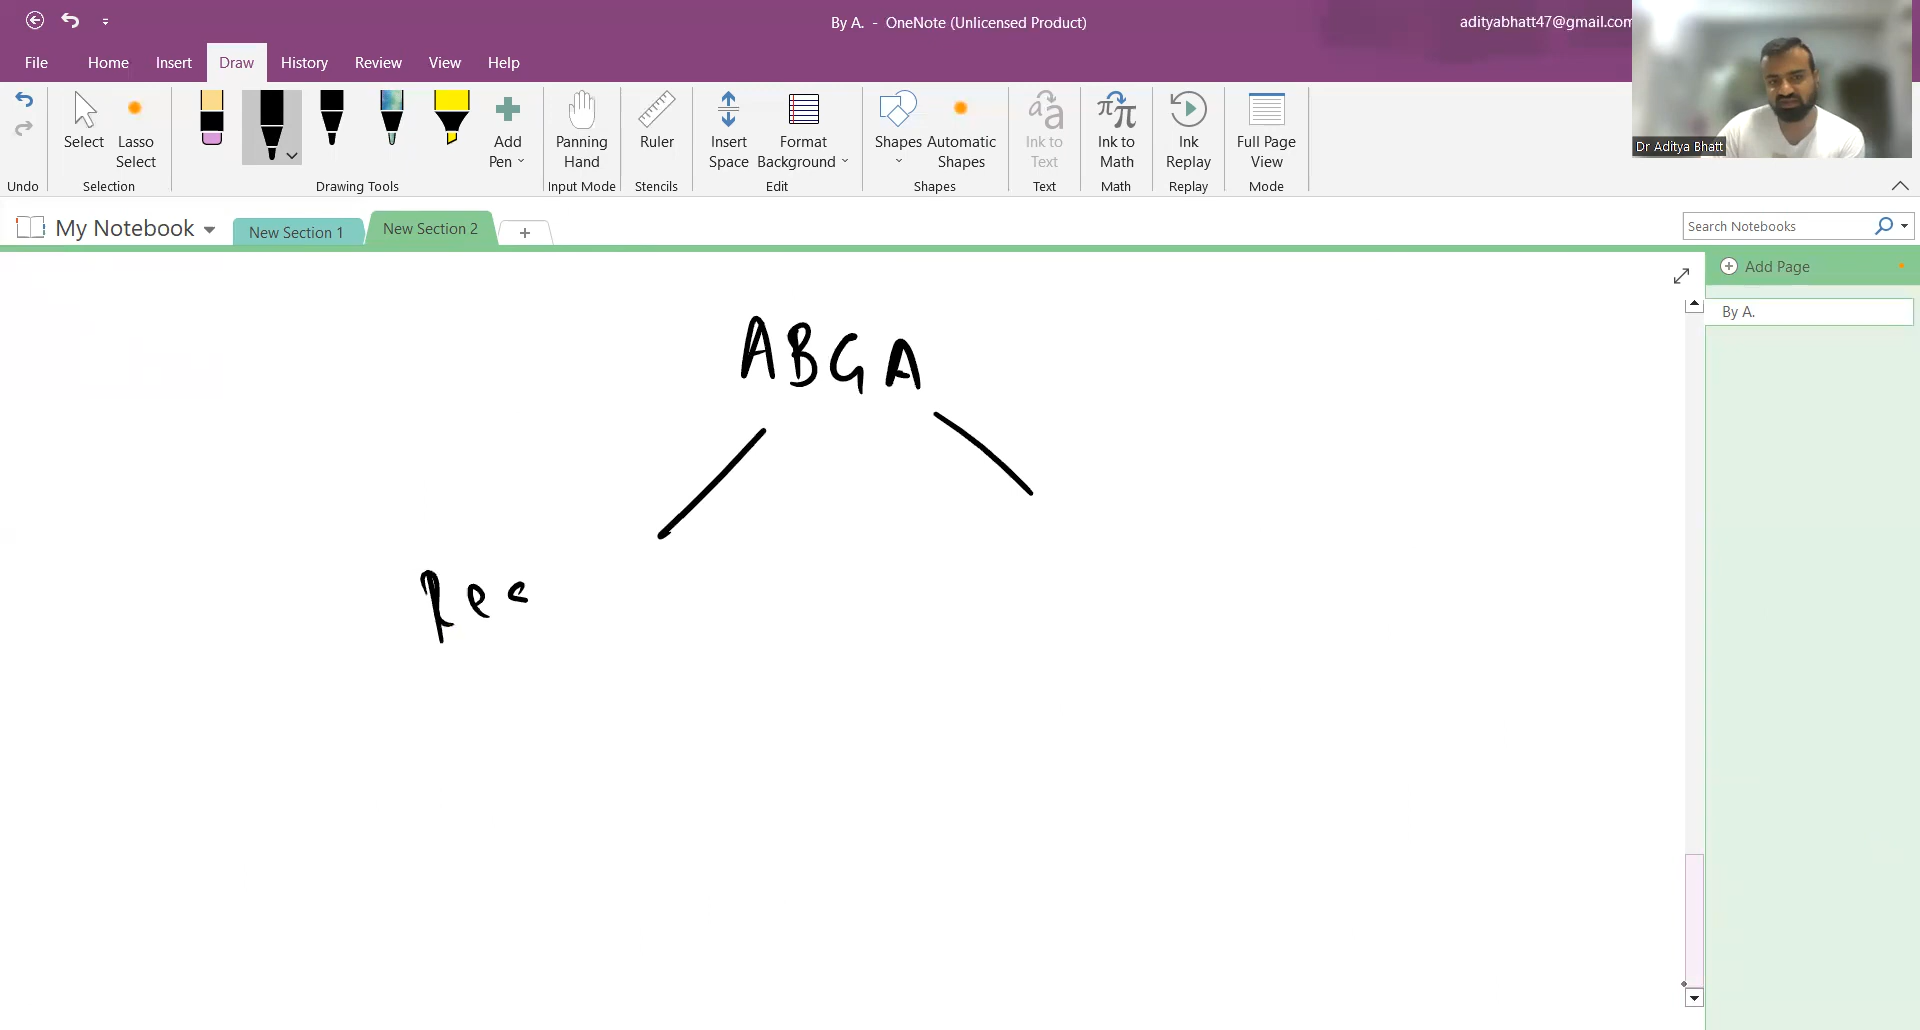 By A. - OneNote (Unlicensed Product)
adityabhatt47@gmail.com
File Home Insert Draw History Review View Help
Select
Lasso Select
Add Pen
Panning Hand
Ruler
Insert Space
Format Background
Shapes
Automatic Shapes
Ink to Text
Ink to Math
Ink Replay
Full Page View
Undo Selection Drawing Tools Input Mode Stencils Edit Shapes Text Math Replay Mode
Dr Aditya Bhatt
My Notebook New Section 1 New Section 2
Search Notebooks
Add Page
By A.
ABGA